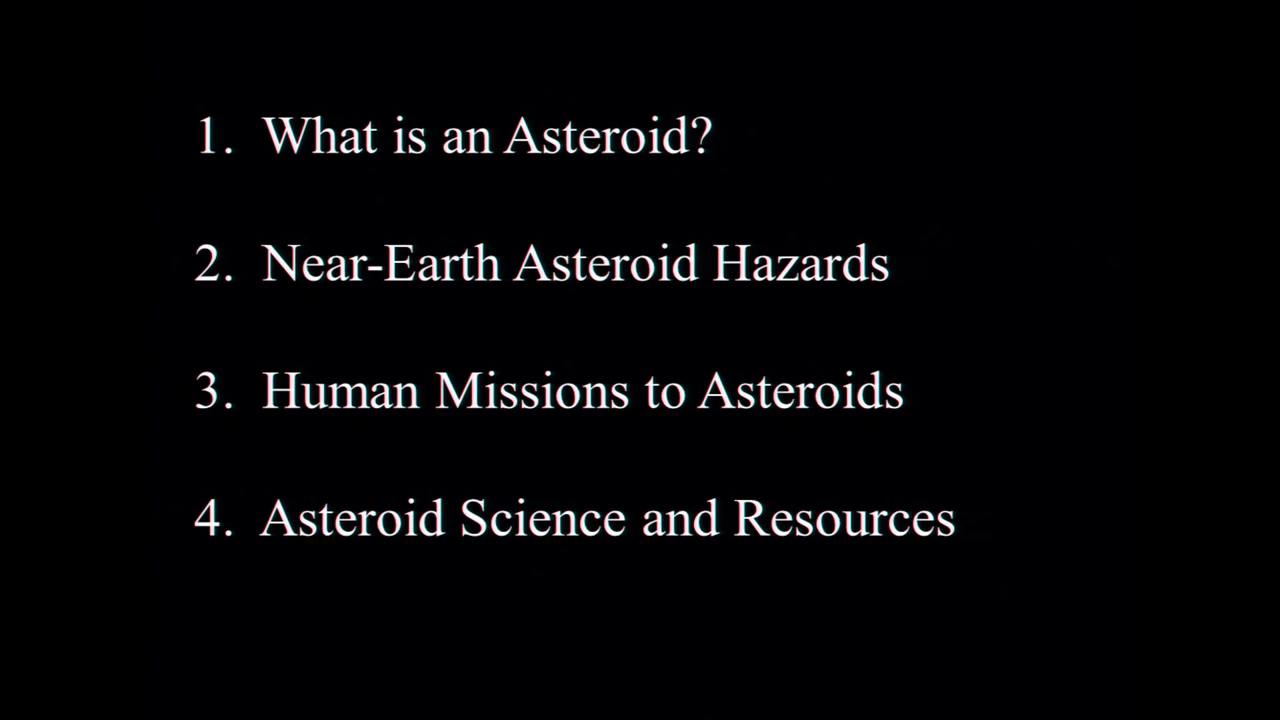 1. What is an Asteroid?
2. Near-Earth Asteroid Hazards
3. Human Missions to Asteroids
4. Asteroid Science and Resources